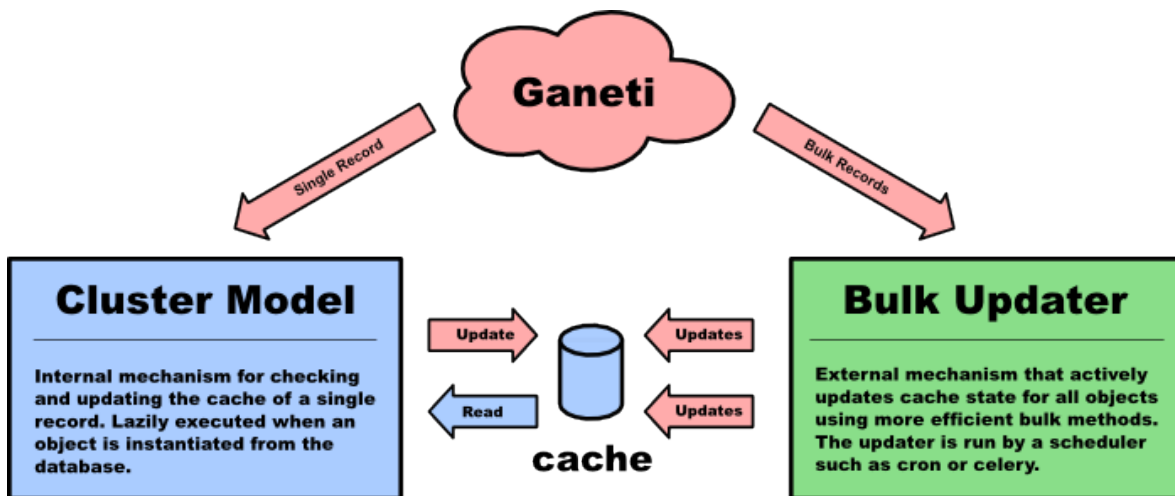 Ganeti
Single Record
Bulk Records
Cluster Model
Internal mechanism for checking
and updating the cache of a single
record. Lazily executed when an
object is instantiated from the
database.
Update
Read
cache
Updates
Updates
Bulk Updater
External mechanism that actively
updates cache state for all objects
using more efficient bulk methods.
The updater is run by a scheduler
such as cron or celery.